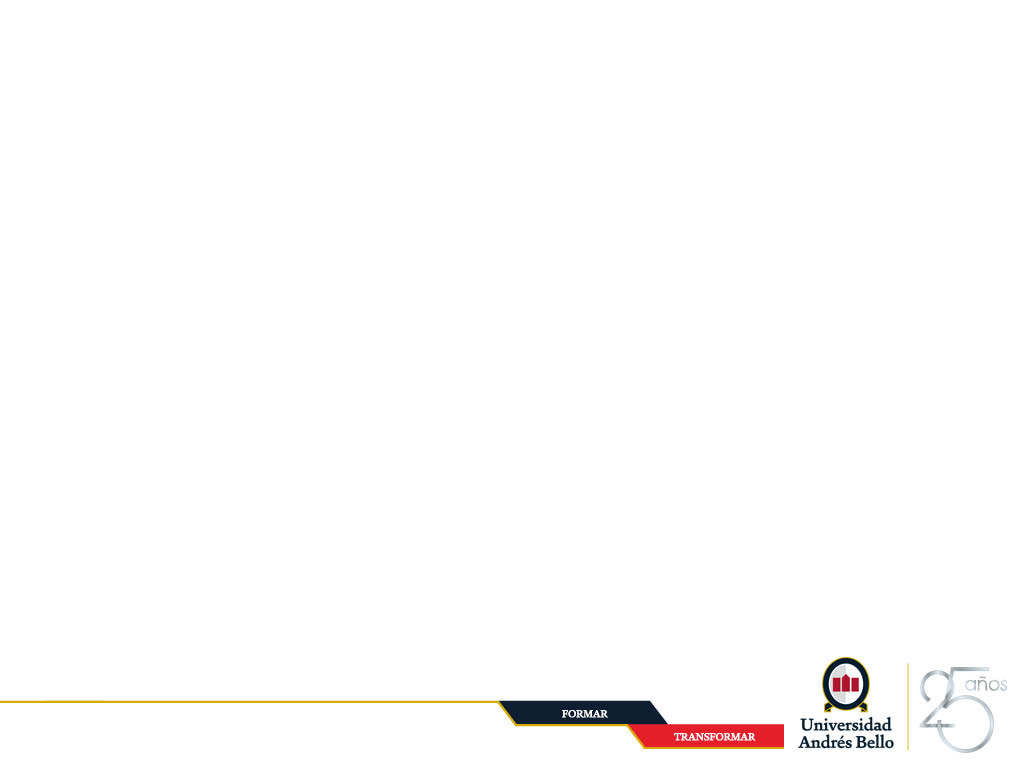 FORMAR
TRANSFORMAR
Universidad
Andrés Bello
25 años